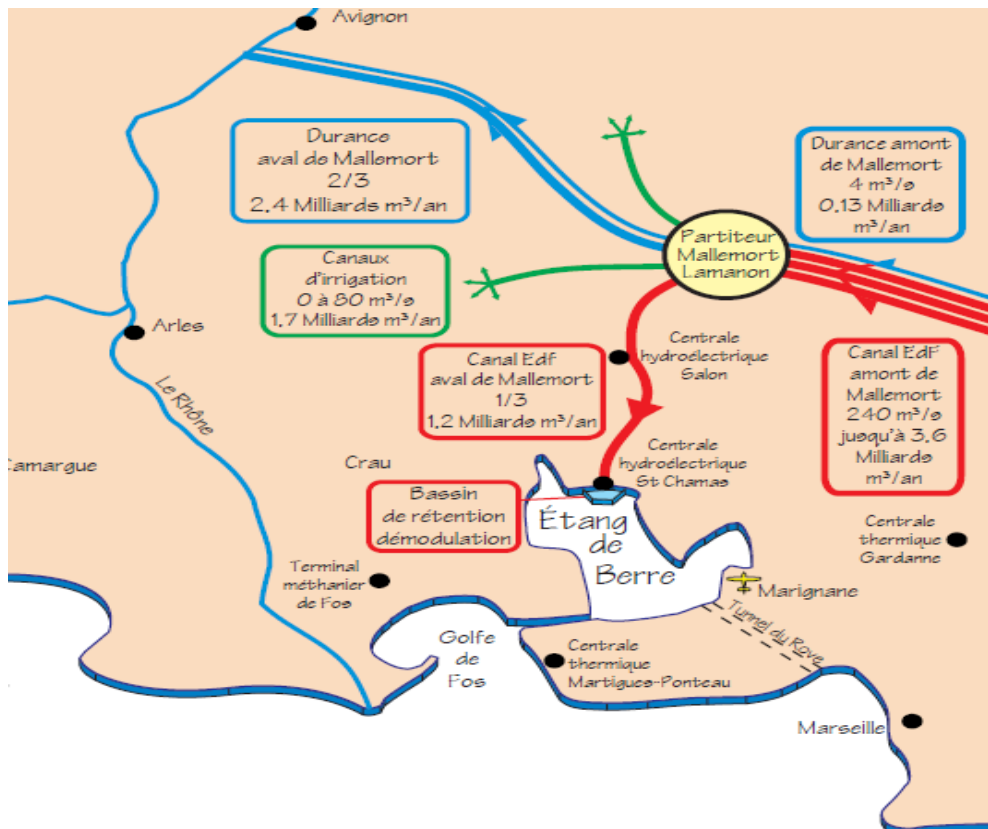 Avignon
Durance
aval de Mallemort
2/3
2.4 Milliards m³/an
Durance amont
de Mallemort
4 m³/s
0.13 Milliards
m³/an
Partiteur
Mallemort
Lamanon
Canaux
d'irrigation
0 à 80 m³/s
1.7 Milliards m³/an
Arles
Le Rhône
Canal Edf
aval de Mallemort
1/3
1.2 Milliards m³/an
Centrale
hydroélectrique
Salon
Canal EdF
amont de
Mallemort
240 m³/s
jusqu'à 3.6
Milliards
m³/an
Camargue
Crau
Centrale
hydroélectrique
St Chamas
Bassin
de rétention
démodulation
Étang
de
Berre
Centrale
thermique
Gardanne
Terminal
méthanier
de Fos
Marignane
Tunnel du Rove
Golfe
de
Fos
Centrale
thermique
Martigues-Ponteau
Marseille